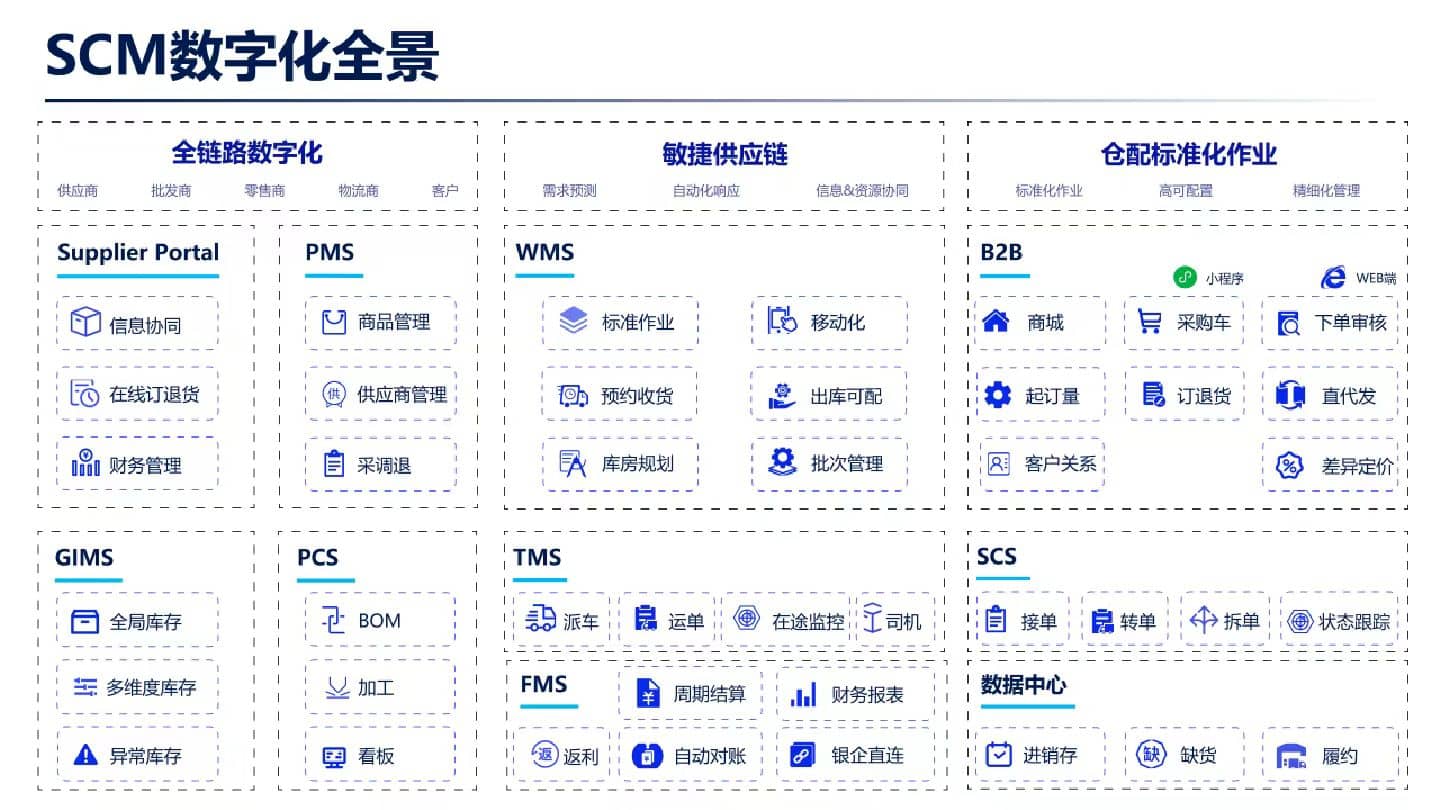 SCM数字化全景
全链路数字化
供应商 批发商 零售商 物流商 客户
敏捷供应链
需求预测 自动化响应 信息&资源协同
仓配标准化作业
标准化作业 高可配置 精细化管理
Supplier Portal
信息协同
在线订退货
财务管理
PMS
商品管理
供
供应商管理
采调退
WMS
标准作业 移动化
预约收货 出库可配
库房规划 批次管理
B2B
小程序 WEB端
商城 采购车 下单审核
起订量 订退货 直代发
客户关系 差异定价
GIMS
全局库存
多维度库存
异常库存
PCS
BOM
加工
看板
TMS
派车 运单 在途监控 司机
FMS
周期结算 财务报表
返 返利 自动对账 银企直连
SCS
接单 转单 拆单 状态跟踪
数据中心
进销存 缺 缺货 履约